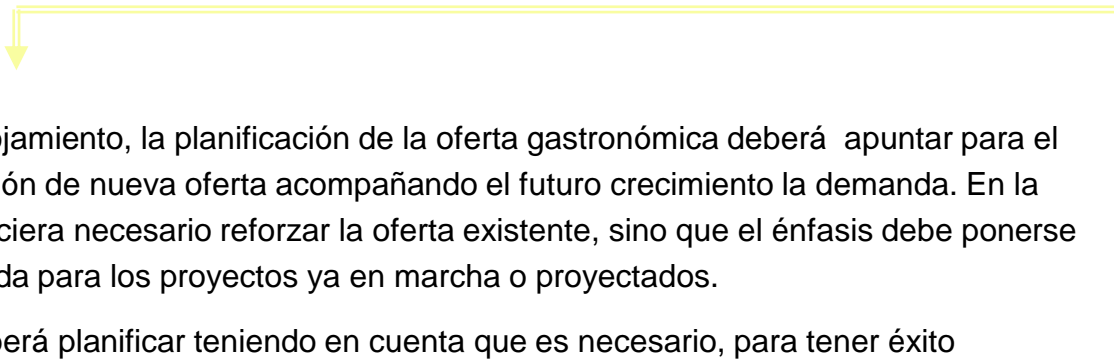 ojamiento, la planificación de la oferta gastronómica deberá apuntar para el
ión de nueva oferta acompañando el futuro crecimiento la demanda. En la
ciera necesario reforzar la oferta existente, sino que el énfasis debe ponerse
da para los proyectos ya en marcha o proyectados.
berá planificar teniendo en cuenta que es necesario, para tener éxito